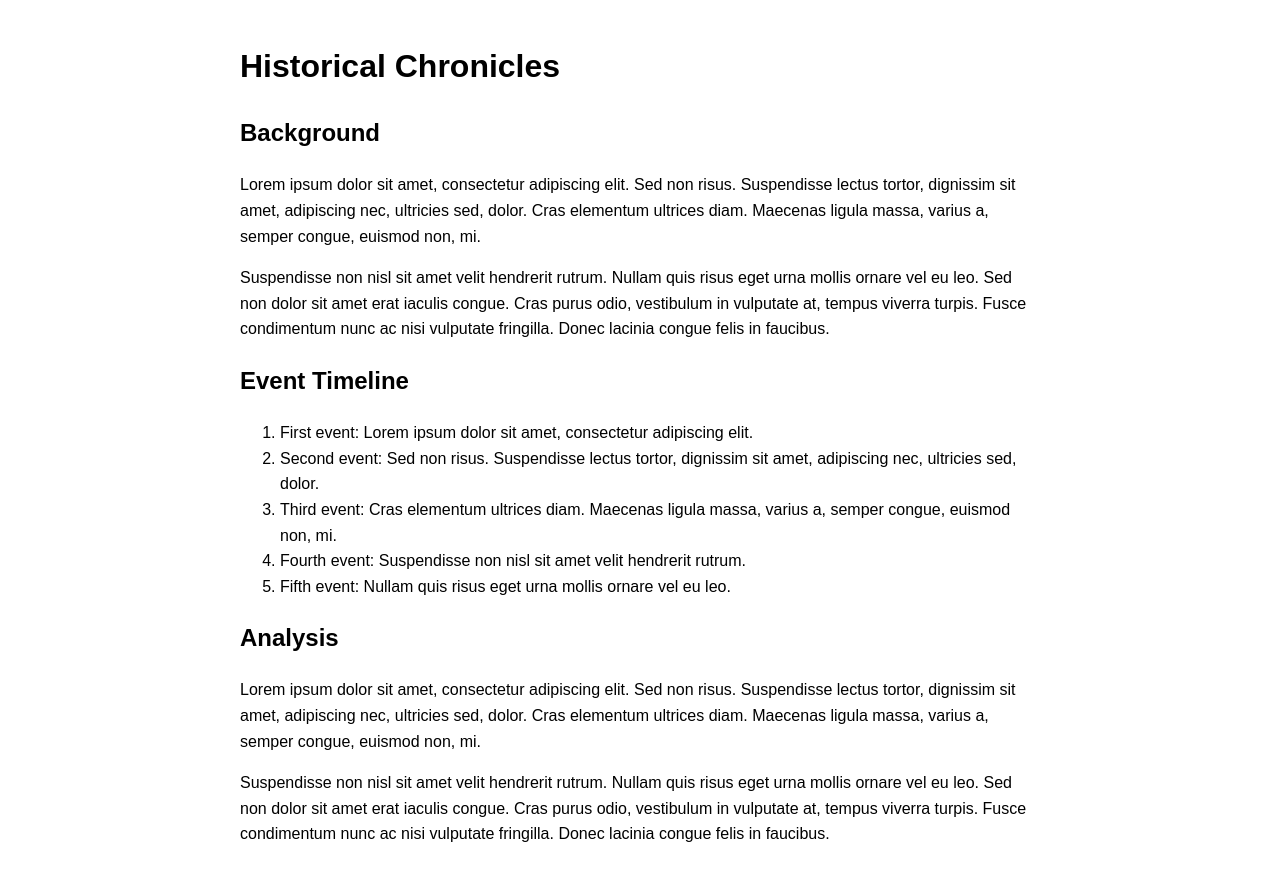 Historical Chronicles
Background
Lorem ipsum dolor sit amet, consectetur adipiscing elit. Sed non risus. Suspendisse lectus tortor, dignissim sit
amet, adipiscing nec, ultricies sed, dolor. Cras elementum ultrices diam. Maecenas ligula massa, varius a,
semper congue, euismod non, mi.
Suspendisse non nisl sit amet velit hendrerit rutrum. Nullam quis risus eget urna mollis ornare vel eu leo. Sed
non dolor sit amet erat iaculis congue. Cras purus odio, vestibulum in vulputate at, tempus viverra turpis. Fusce
condimentum nunc ac nisi vulputate fringilla. Donec lacinia congue felis in faucibus.
Event Timeline
1. First event: Lorem ipsum dolor sit amet, consectetur adipiscing elit.
2. Second event: Sed non risus. Suspendisse lectus tortor, dignissim sit amet, adipiscing nec, ultricies sed,
dolor.
3. Third event: Cras elementum ultrices diam. Maecenas ligula massa, varius a, semper congue, euismod
non, mi.
4. Fourth event: Suspendisse non nisl sit amet velit hendrerit rutrum.
5. Fifth event: Nullam quis risus eget urna mollis ornare vel eu leo.
Analysis
Lorem ipsum dolor sit amet, consectetur adipiscing elit. Sed non risus. Suspendisse lectus tortor, dignissim sit
amet, adipiscing nec, ultricies sed, dolor. Cras elementum ultrices diam. Maecenas ligula massa, varius a,
semper congue, euismod non, mi.
Suspendisse non nisl sit amet velit hendrerit rutrum. Nullam quis risus eget urna mollis ornare vel eu leo. Sed
non dolor sit amet erat iaculis congue. Cras purus odio, vestibulum in vulputate at, tempus viverra turpis. Fusce
condimentum nunc ac nisi vulputate fringilla. Donec lacinia congue felis in faucibus.